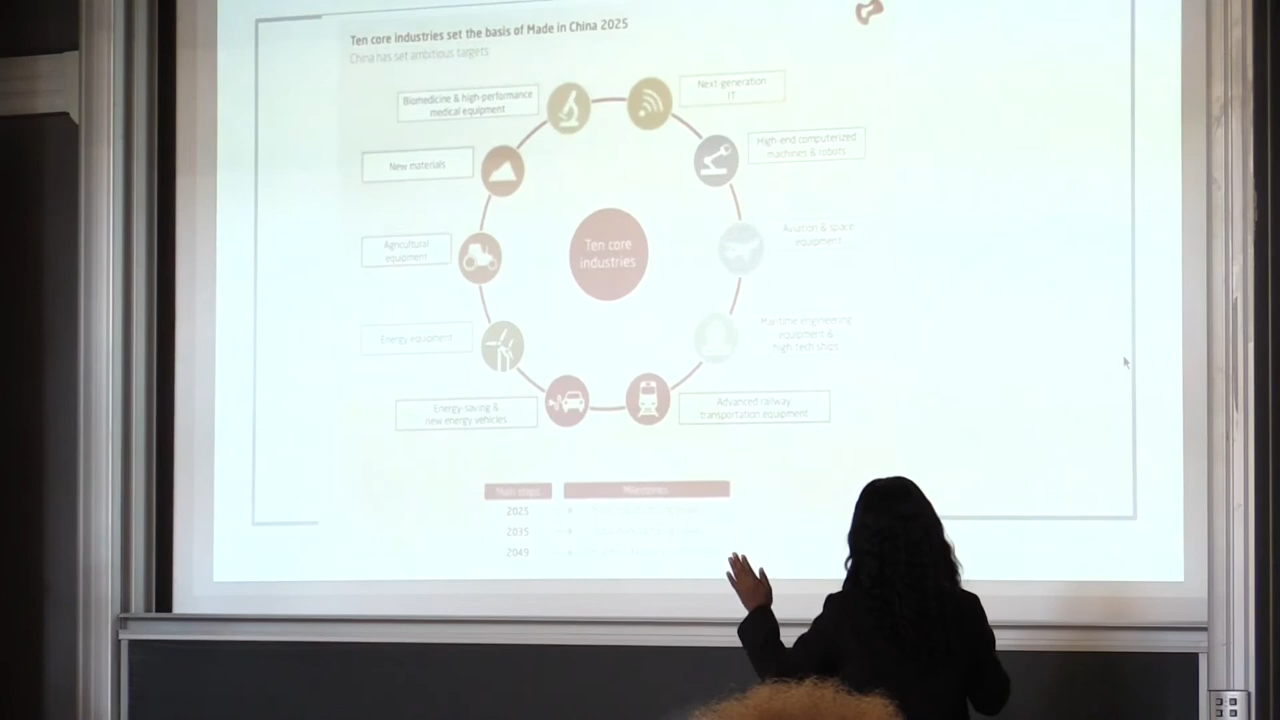 Ten core industries set the basis of Made in China 2025
China has set ambitious targets
Biomedicine & high-performance
medical equipment
Next-generation
IT
New materials
High-end computerized
machines & robots
Agricultural
equipment
Ten core
industries
Aviation & space
equipment
Energy equipment
Maritime engineering
equipment &
high-tech ships
Energy-saving &
new energy vehicles
Advanced railway
transportation equipment
Main steps
Milestones
2025
2035
2049